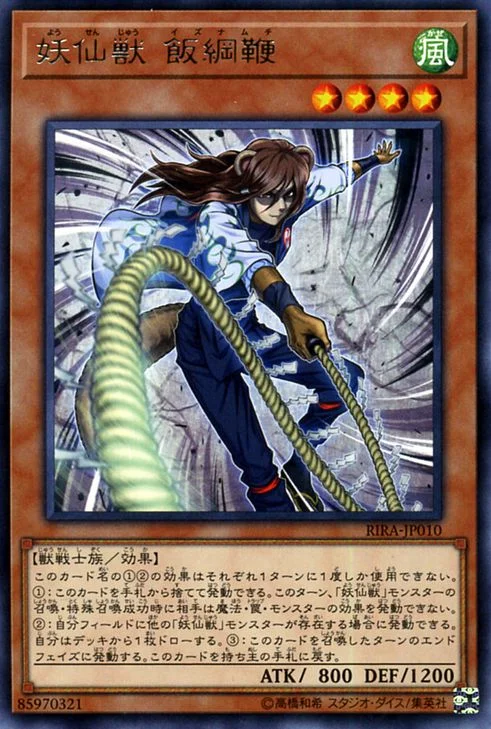 妖仙獣 飯綱鞭
風
RIRA-JP010
【獣戦士族/効果】
このカード名の①②の効果はそれぞれ1ターンに1度しか使用できない。
①:このカードを手札から捨てて発動できる。このターン、「妖仙獣」モンスターの
召喚・特殊召喚成功時に相手は魔法・罠・モンスターの効果を発動できない。
②:自分フィールドに他の「妖仙獣」モンスターが存在する場合に発動できる。
自分はデッキから1枚ドローする。③:このカードを召喚したターンのエンド
フェイズに発動する。このカードを持ち主の手札に戻す。
ATK/ 800 DEF/1200
85970321
©高橋和希 スタジオ・ダイス/集英社